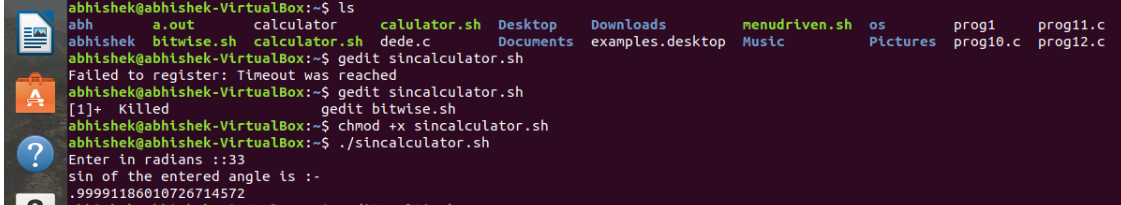 abhishek@abhishek-VirtualBox:~$ ls
abh a.out calculator calulator.sh Desktop Downloads menudriven.sh os prog1 prog11.c
abhishek bitwise.sh calculator.sh dede.c Documents examples.desktop Music Pictures prog10.c prog12.c
abhishek@abhishek-VirtualBox:~$ gedit sincalculator.sh
Failed to register: Timeout was reached
abhishek@abhishek-VirtualBox:~$ gedit sincalculator.sh
[1]+ Killed gedit bitwise.sh
abhishek@abhishek-VirtualBox:~$ chmod +x sincalculator.sh
abhishek@abhishek-VirtualBox:~$ ./sincalculator.sh
Enter in radians ::33
sin of the entered angle is :-
.99991186010726714572